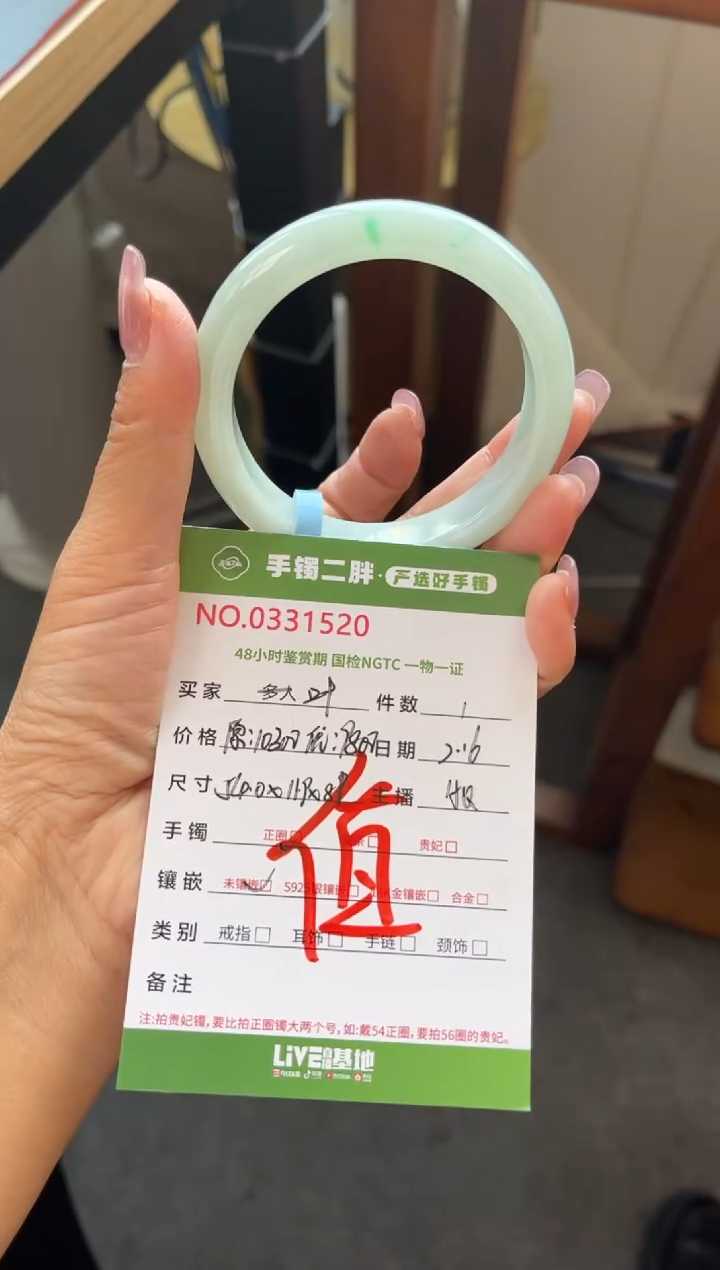 手镯二胖·严选好手镯
NO.0331520
48小时鉴赏期 国检NGTC 一物一证
买家 件数 1
价格 日期 2.6
尺寸 主播
手镯 正圈 贵妃
值
镶嵌 未镶嵌 S925银镶嵌 18K金镶嵌 合金
类别 戒指 耳饰 手链 颈饰
备注
注:拍贵妃镯,要比拍正圈镯大两个号,如:戴54正圈,要拍56圈的贵妃。
LiVE 基地